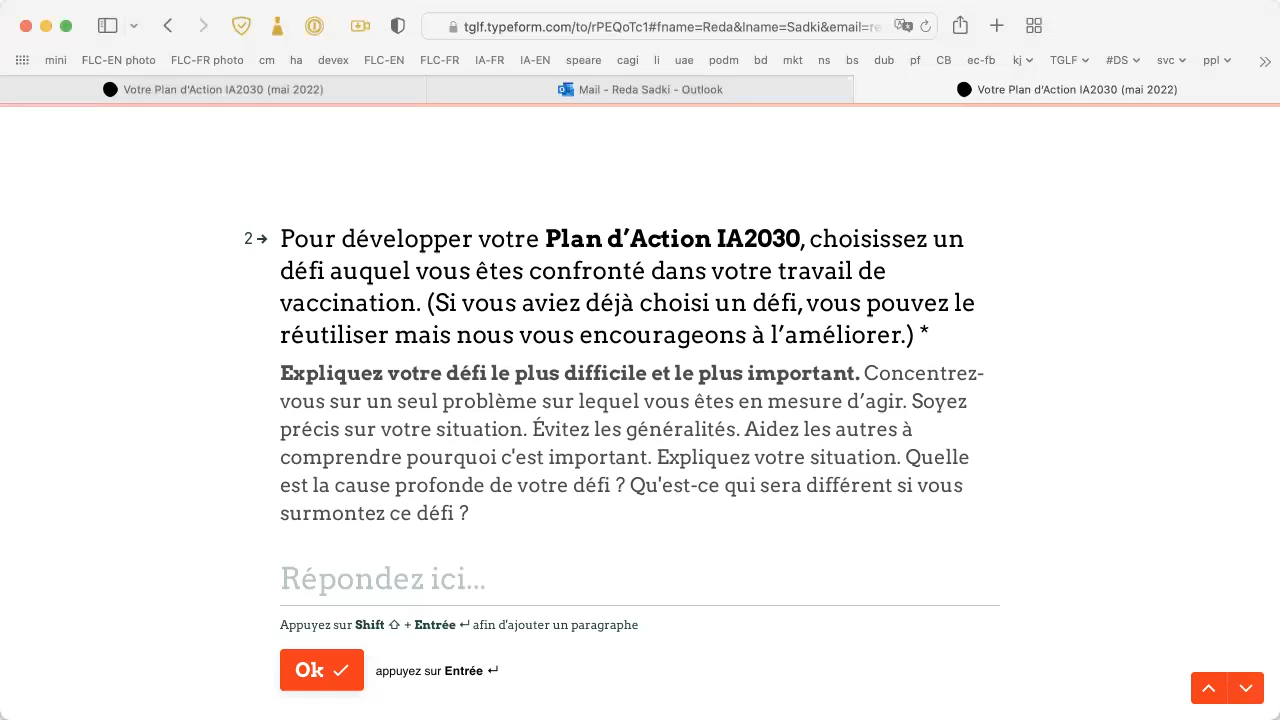 tglf.typeform.com/to/rPEQoTc1#fname=Reda&lname=Sadki&email=re
mini FLC-EN photo FLC-FR photo cm ha devex FLC-EN FLC-FR IA-FR IA-EN speare cagi li uae podm bd mkt ns bs dub pf CB ec-fb kj TGLF #DS svc ppl
Votre Plan d'Action IA2030 (mai 2022) Mail - Reda Sadki - Outlook Votre Plan d'Action IA2030 (mai 2022)
2 Pour développer votre Plan d’Action IA2030, choisissez un
défi auquel vous êtes confronté dans votre travail de
vaccination. (Si vous aviez déjà choisi un défi, vous pouvez le
réutiliser mais nous vous encourageons à l’améliorer.) *
Expliquez votre défi le plus difficile et le plus important. Concentrez-
vous sur un seul problème sur lequel vous êtes en mesure d’agir. Soyez
précis sur votre situation. Évitez les généralités. Aidez les autres à
comprendre pourquoi c'est important. Expliquez votre situation. Quelle
est la cause profonde de votre défi ? Qu'est-ce qui sera différent si vous
surmontez ce défi ?
Répondez ici...
Appuyez sur Shift ⇧ + Entrée ↵ afin d'ajouter un paragraphe
Ok appuyez sur Entrée ↵